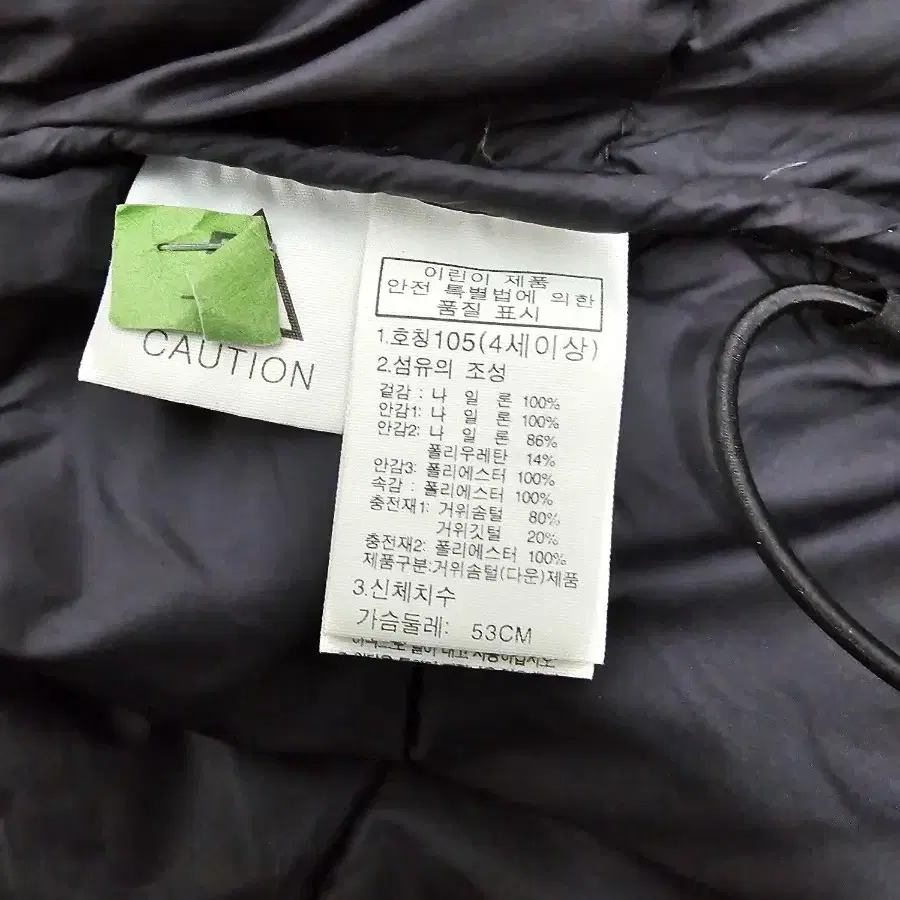 CAUTION
어린이 제품
안전 특별법에 의한
품질 표시
1.호칭105(4세이상)
2.섬유의 조성
겉감 : 나 일 론 100%
안감1: 나 일 론 100%
안감2: 나 일 론 86%
폴리우레탄 14%
안감3: 폴리에스터 100%
속감 : 폴리에스터 100%
충전재1: 거위솜털 80%
거위깃털 20%
충전재2: 폴리에스터 100%
제품구분:거위솜털(다운)제품
3.신체치수
가슴둘레: 53CM